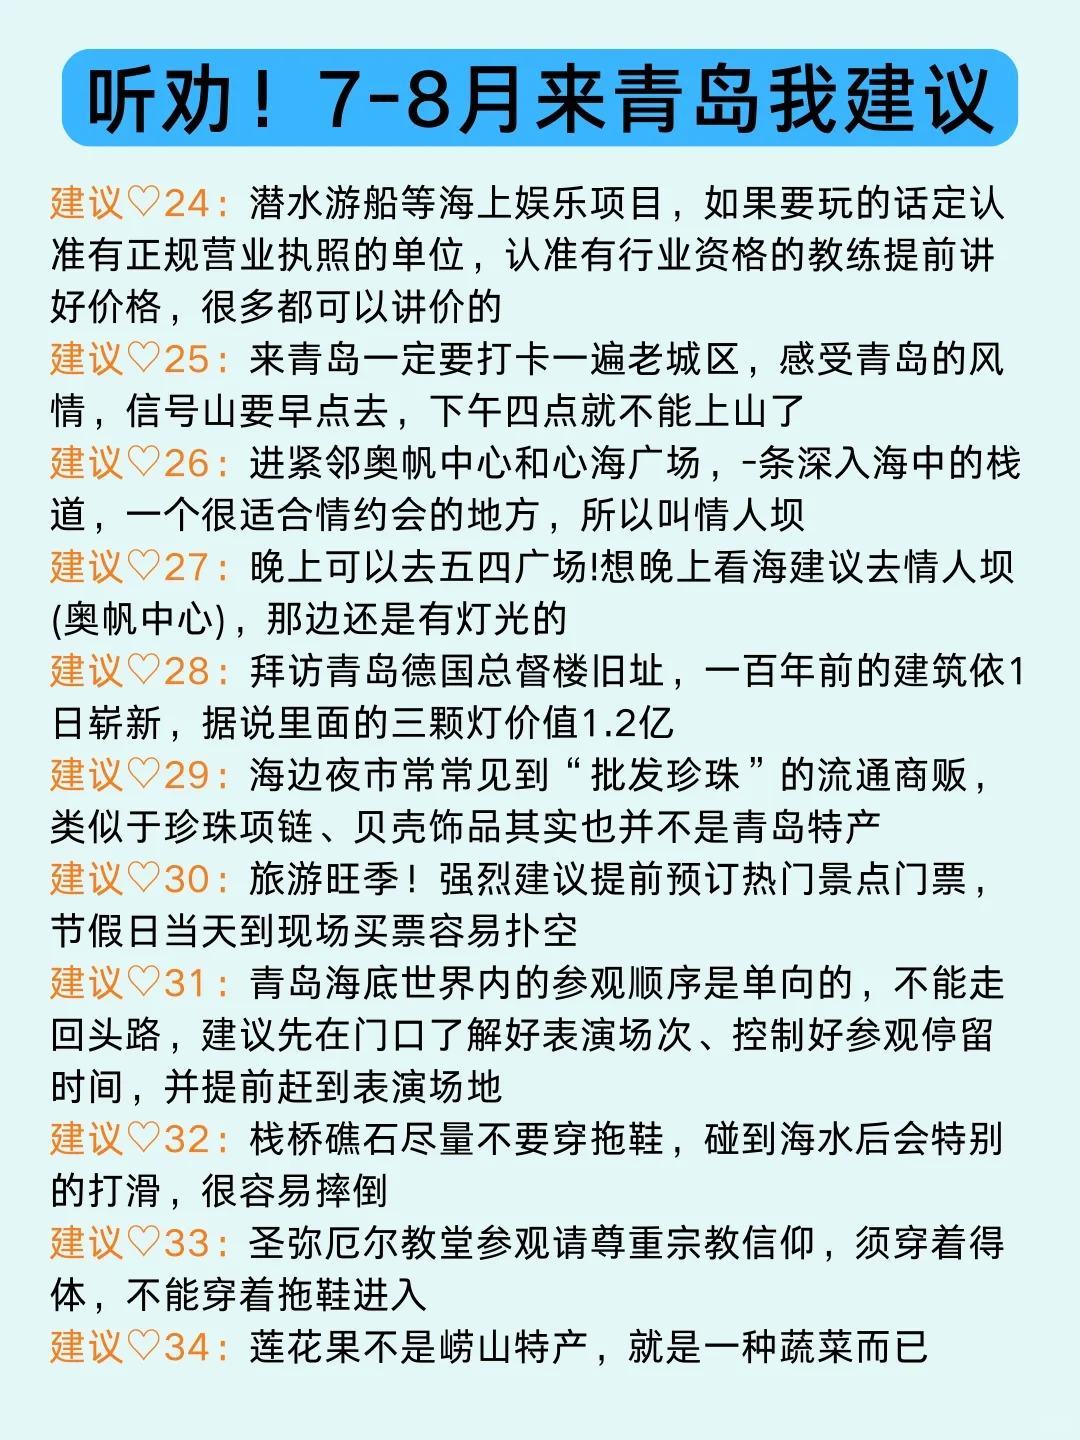 听劝！7-8月来青岛我建议
建议♡24：潜水游船等海上娱乐项目，如果要玩的话定认
准有正规营业执照的单位，认准有行业资格的教练提前讲
好价格，很多都可以讲价的
建议♡25：来青岛一定要打卡一遍老城区，感受青岛的风
情，信号山要早点去，下午四点就不能上山了
建议♡26：进紧邻奥帆中心和心海广场，-条深入海中的栈
道，一个很适合情约会的地方，所以叫情人坝
建议♡27：晚上可以去五四广场!想晚上看海建议去情人坝
(奥帆中心)，那边还是有灯光的
建议♡28：拜访青岛德国总督楼旧址，一百年前的建筑依1
日崭新，据说里面的三颗灯价值1.2亿
建议♡29：海边夜市常常见到“批发珍珠”的流通商贩，
类似于珍珠项链、贝壳饰品其实也并不是青岛特产
建议♡30：旅游旺季！强烈建议提前预订热门景点门票，
节假日当天到现场买票容易扑空
建议♡31：青岛海底世界内的参观顺序是单向的，不能走
回头路，建议先在门口了解好表演场次、控制好参观停留
时间，并提前赶到表演场地
建议♡32：栈桥礁石尽量不要穿拖鞋，碰到海水后会特别
的打滑，很容易摔倒
建议♡33：圣弥厄尔教堂参观请尊重宗教信仰，须穿着得
体，不能穿着拖鞋进入
建议♡34：莲花果不是崂山特产，就是一种蔬菜而已